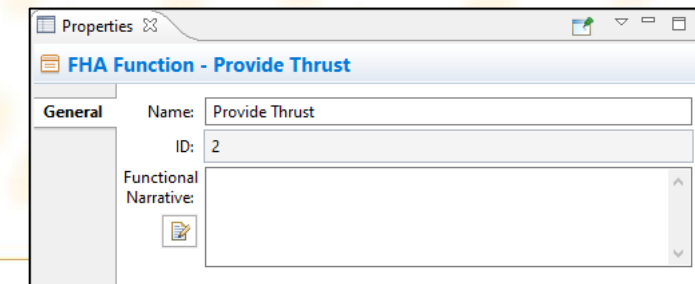 Properties
FHA Function - Provide Thrust
General
Name: Provide Thrust
ID: 2
Functional
Narrative: